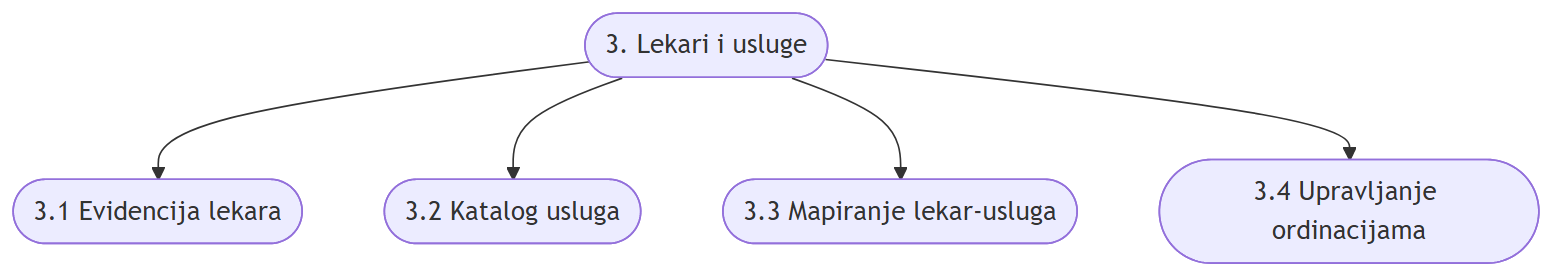 3. Lekari i usluge
3.1 Evidencija lekara
3.2 Katalog usluga
3.3 Mapiranje lekar-usluga
3.4 Upravljanje
ordinacijama